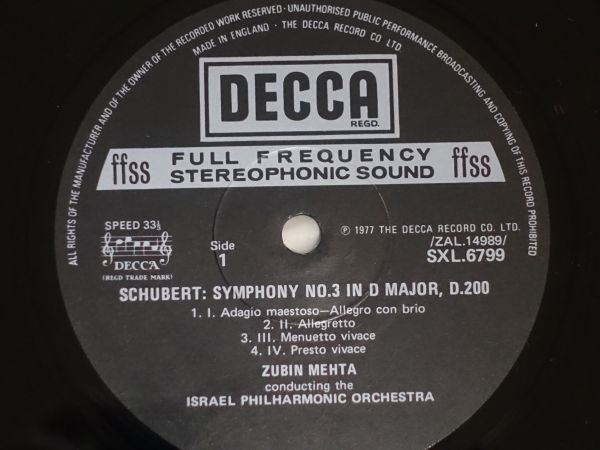 ALL RIGHTS OF THE MANUFACTURER AND OF THE OWNER OF THE RECORDED WORK RESERVED · UNAUTHORISED PUBLIC PERFORMANCE BROADCASTING AND COPYING OF THIS RECORD PROHIBITED
MADE IN ENGLAND · THE DECCA RECORD CO LTD.
DECCA
REGD.
ffss FULL FREQUENCY ffss
STEREOPHONIC SOUND
SPEED 33⅓
DECCA
(REGD TRADE MARK)
Side
1
℗ 1977 THE DECCA RECORD CO. LTD.
/ZAL.14989/
SXL.6799
SCHUBERT: SYMPHONY NO.3 IN D MAJOR, D.200
1. I. Adagio maestoso—Allegro con brio
2. II. Allegretto
3. III. Menuetto vivace
4. IV. Presto vivace
ZUBIN MEHTA
conducting the
ISRAEL PHILHARMONIC ORCHESTRA